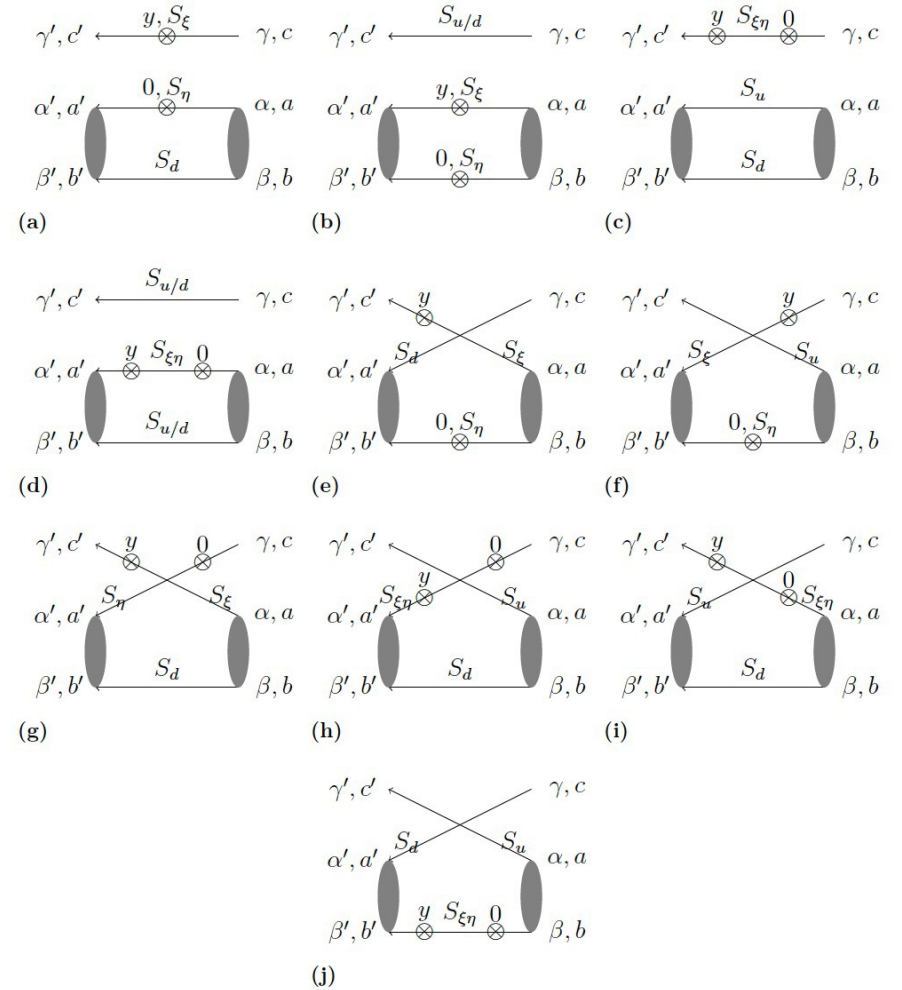 y, S_ξ S_{u/d} y S_{ξη} 0
γ′, c′ γ, c γ′, c′ γ, c γ′, c′ γ, c
0, S_η y, S_ξ S_u
α′, a′ α, a α′, a′ α, a α′, a′ α, a
S_d 0, S_η S_d
β′, b′ β, b β′, b′ β, b β′, b′ β, b
(a) (b) (c)
S_{u/d} y y
γ′, c′ γ, c γ′, c′ γ, c γ′, c′ γ, c
y S_{ξη} 0 S_d S_ξ S_ξ S_u
α′, a′ α, a α′, a′ α, a α′, a′ α, a
S_{u/d} 0, S_η 0, S_η
β′, b′ β, b β′, b′ β, b β′, b′ β, b
(d) (e) (f)
y 0 0 y
γ′, c′ γ, c γ′, c′ γ, c γ′, c′ γ, c
y 0
S_η S_ξ S_{ξη} S_u S_u S_{ξη}
α′, a′ α, a α′, a′ α, a α′, a′ α, a
S_d S_d S_d
β′, b′ β, b β′, b′ β, b β′, b′ β, b
(g) (h) (i)
γ′, c′ γ, c
S_d S_u
α′, a′ α, a
y S_{ξη} 0
β′, b′ β, b
(j)